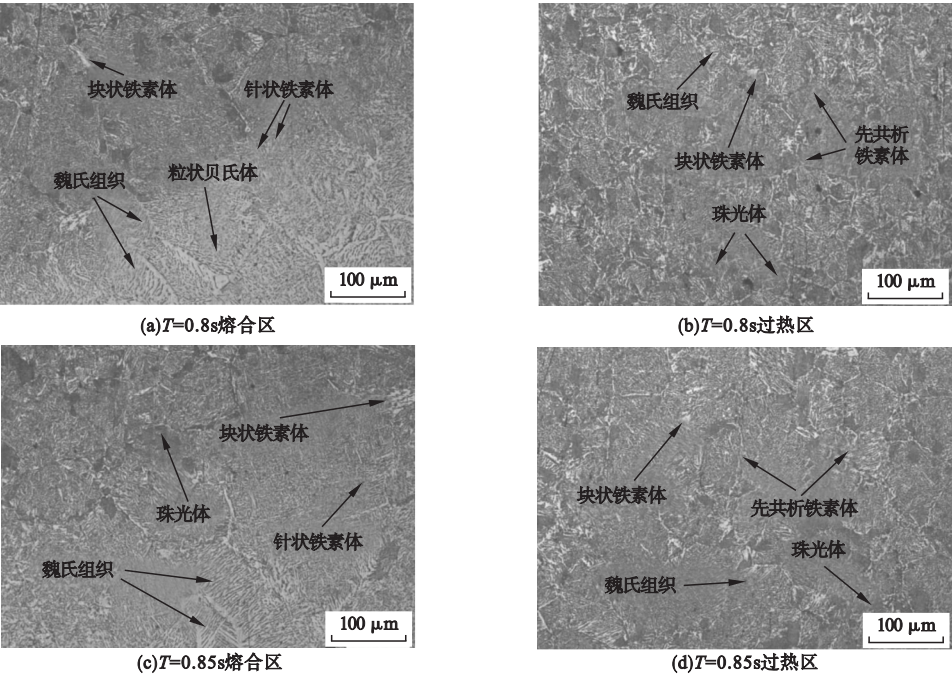 块状铁素体
针状铁素体
粒状贝氏体
魏氏组织
100 μm
(a)T=0.8s熔合区
魏氏组织
块状铁素体
先共析
铁素体
珠光体
100 μm
(b)T=0.8s过热区
块状铁素体
珠光体
针状铁素体
魏氏组织
100 μm
(c)T=0.85s熔合区
块状铁素体
先共析铁素体
珠光体
魏氏组织
100 μm
(d)T=0.85s过热区